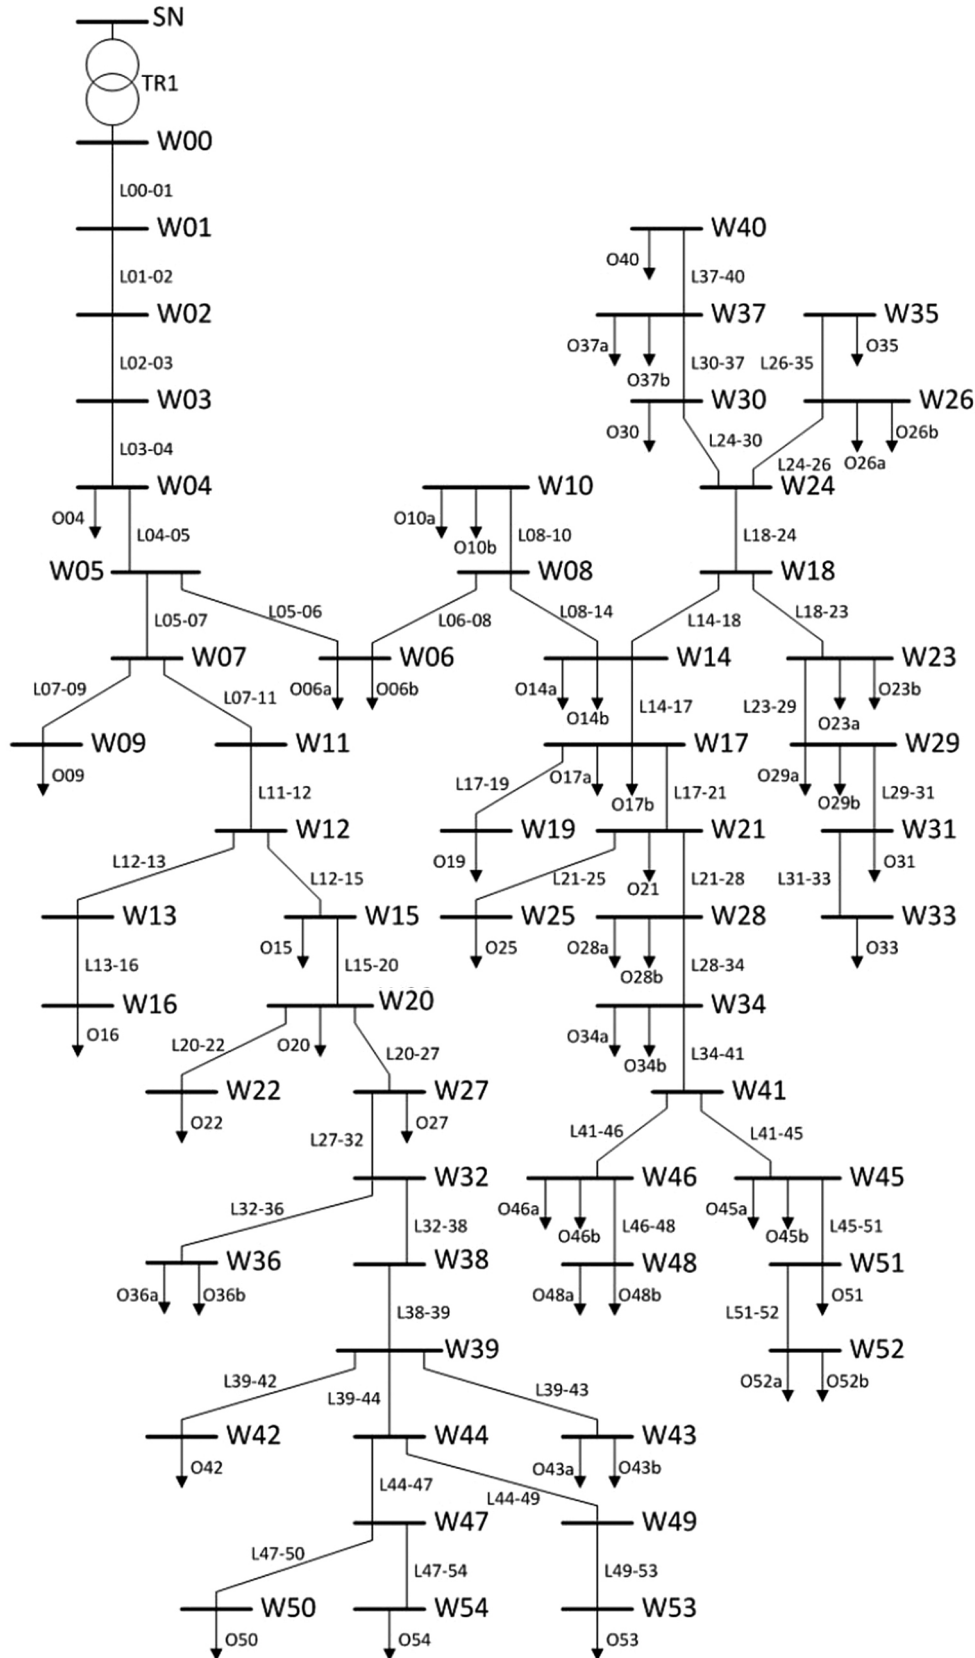 SN
TR1
W00
L00-01
W01
W40
O40
L01-02
L37-40
W02
W37
W35
O37a
O37b
O35
L02-03
L30-37
L26-35
W03
W30
W26
O30
O26b
L03-04
L24-30
L24-26
O26a
W04
W10
W24
O04
O10a
O10b
L04-05
L08-10
L18-24
W05
W08
W18
L05-07
L05-06
L06-08
L08-14
L14-18
L18-23
W07
W06
W14
W23
L07-09
L07-11
O06a
O06b
O14a
O14b
L14-17
L23-29
O23a
O23b
W09
W11
W17
W29
O09
L11-12
L17-19
O17a
O17b
L17-21
O29a
O29b
L29-31
W12
W19
W21
W31
L12-13
L12-15
O19
L21-25
O21
L21-28
L31-33
O31
W13
W15
W25
W28
W33
L13-16
O15
L15-20
O25
O28a
O28b
L28-34
O33
W16
W20
W34
O16
L20-22
O20
L20-27
O34a
O34b
L34-41
W22
W27
W41
O22
L27-32
O27
L41-46
L41-45
W32
W46
W45
L32-36
L32-38
O46a
O46b
L46-48
O45a
O45b
L45-51
W36
W38
W48
W51
O36a
O36b
L38-39
O48a
O48b
L51-52
O51
W39
W52
L39-42
L39-44
L39-43
O52a
O52b
W42
W44
W43
O42
L44-47
L44-49
O43a
O43b
W47
W49
L47-50
L47-54
L49-53
W50
W54
W53
O50
O54
O53